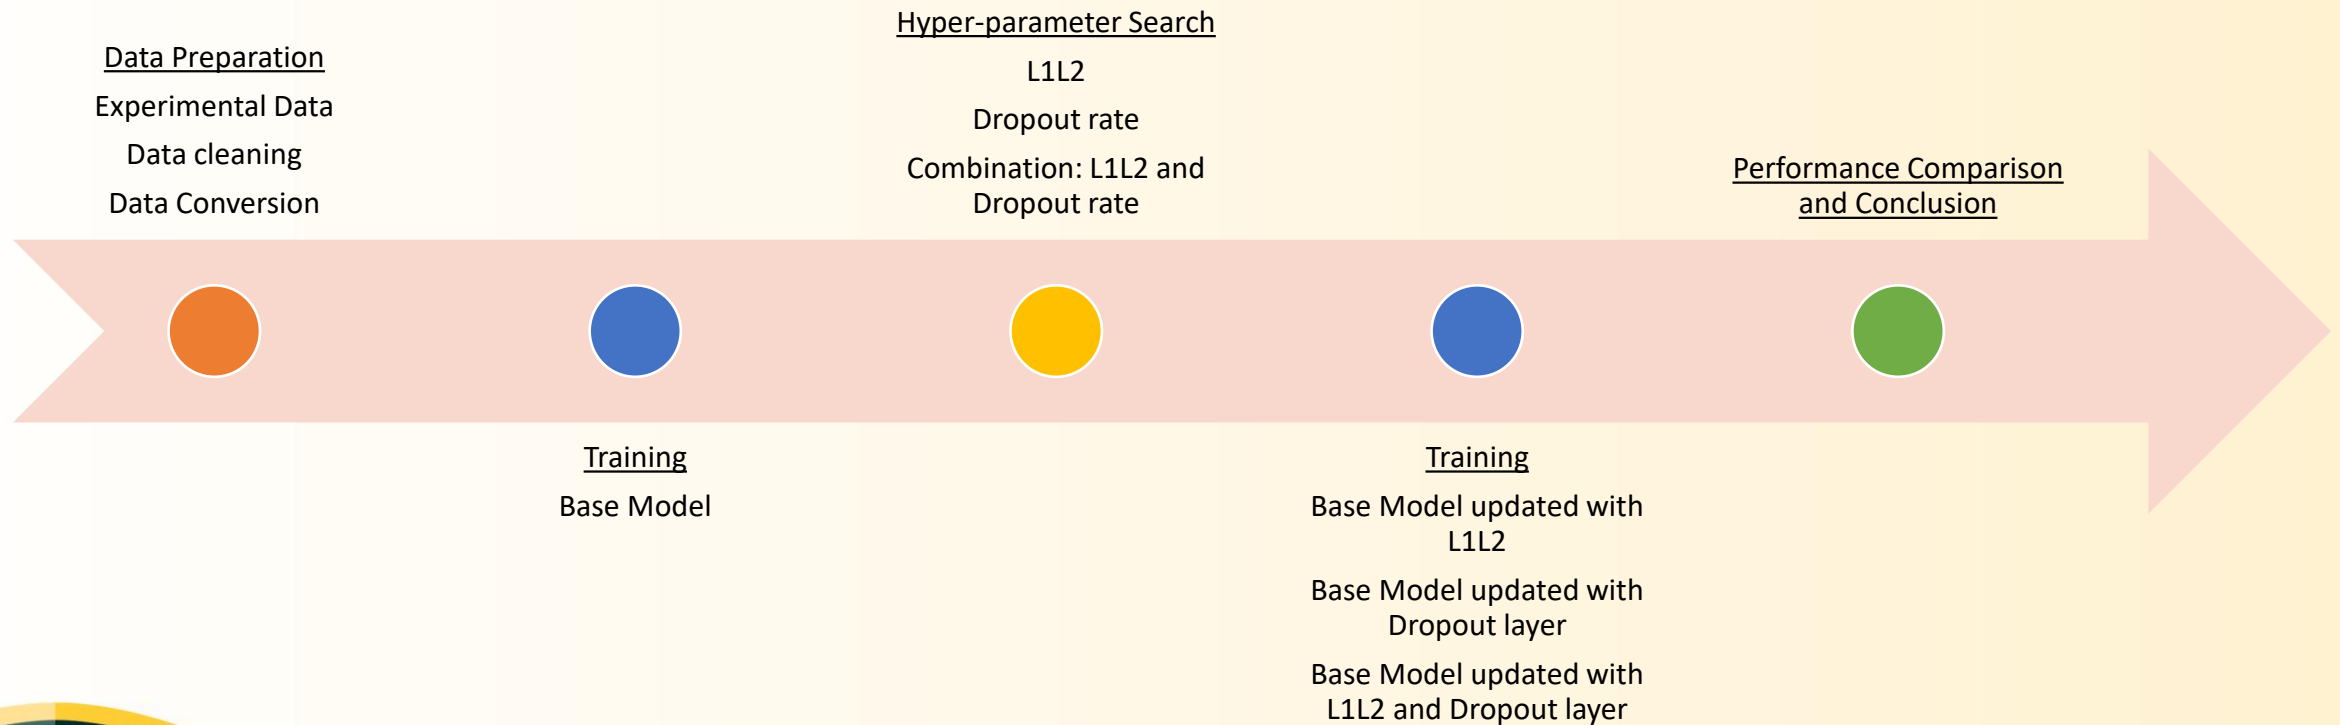 Data Preparation
Experimental Data
Data cleaning
Data Conversion
Training
Base Model
Hyper-parameter Search
L1L2
Dropout rate
Combination: L1L2 and
Dropout rate
Training
Base Model updated with
L1L2
Base Model updated with
Dropout layer
Base Model updated with
L1L2 and Dropout layer
Performance Comparison
and Conclusion